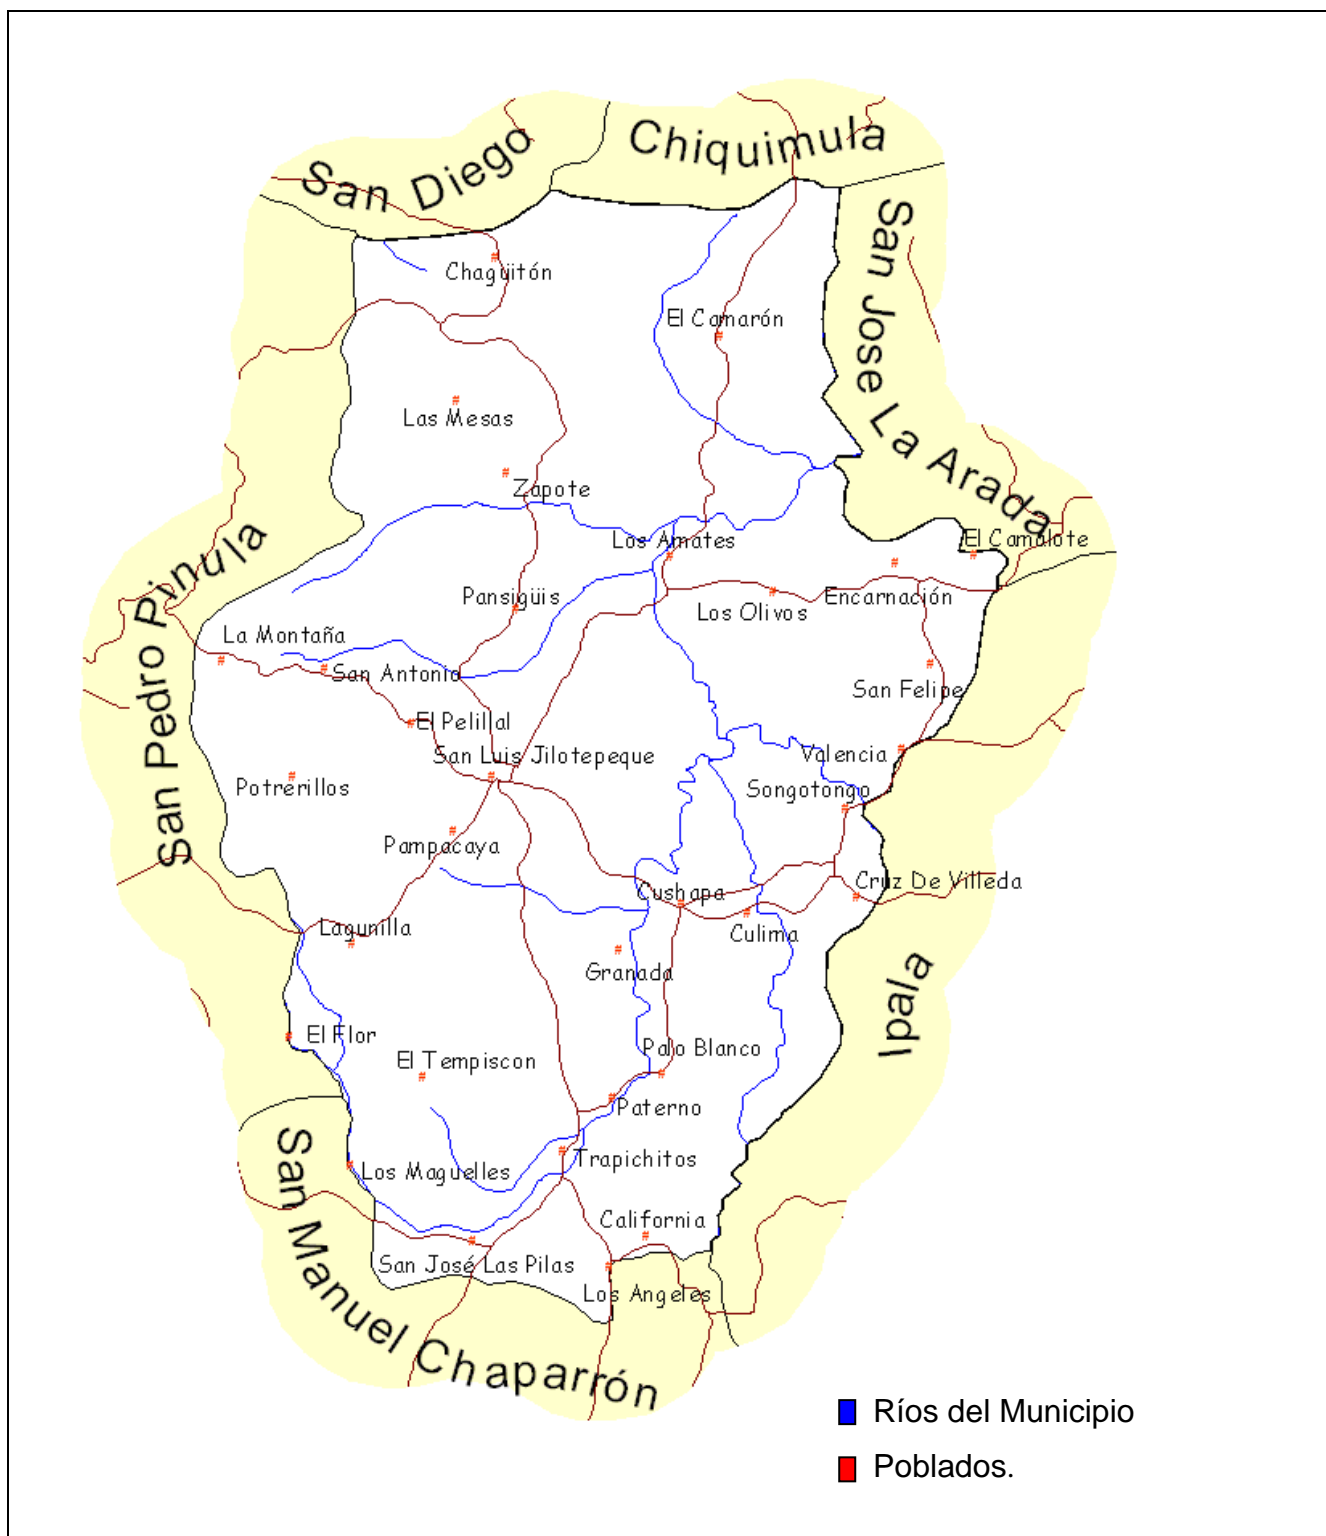 San Diego
Chiquimula
San Jose La Arada
Chagüitón
El Camarón
Las Mesas
Zapote
Los Amates
El Camalote
San Pedro Pinula
Pansigüis
Los Olivos
Encarnación
La Montaña
San Antonio
San Felipe
El Pelillal
San Luis Jilotepeque
Valencia
Potrerillos
Songotongo
Pampacaya
Cushapa
Cruz De Villeda
Lagunilla
Culima
Granada
Ipala
El Flor
Palo Blanco
El Tempiscon
Paterno
Trapichitos
Los Maguelles
California
San José Las Pilas
Los Angeles
San Manuel Chaparrón
Ríos del Municipio
Poblados.